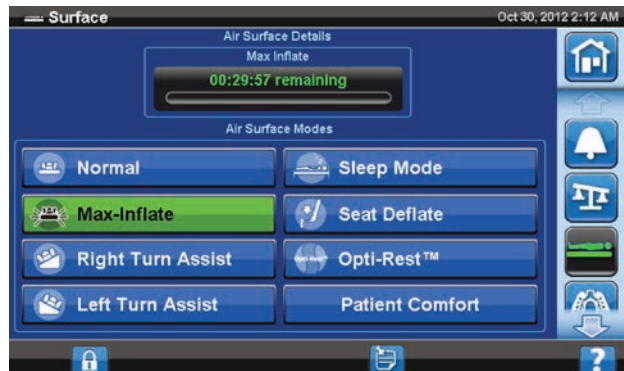 Surface
Oct 30, 2012 2:12 AM
Air Surface Details
Max Inflate
00:29:57 remaining
Air Surface Modes
Normal
Sleep Mode
Max-Inflate
Seat Deflate
Right Turn Assist
Opti-Rest™
Left Turn Assist
Patient Comfort
?